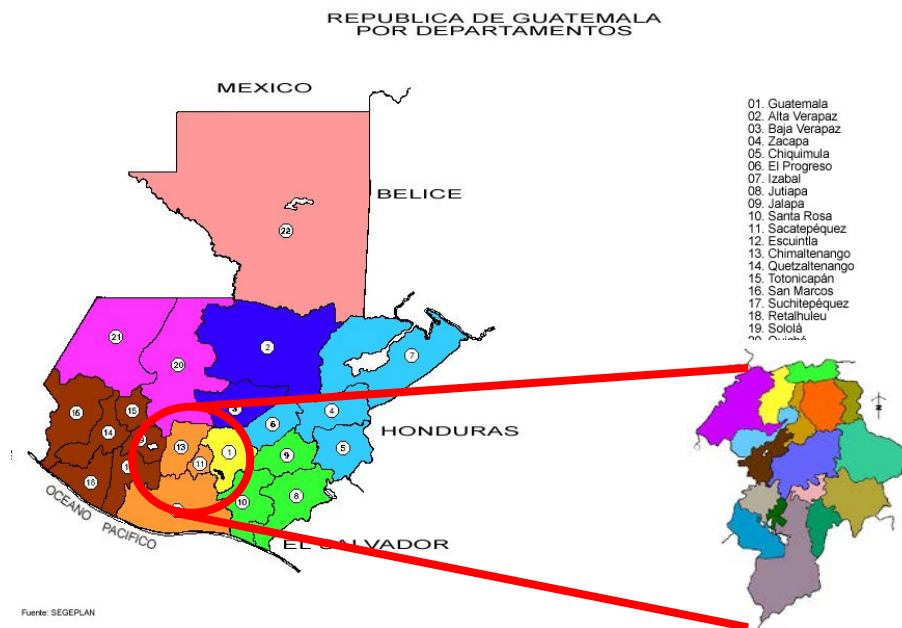 REPUBLICA DE GUATEMALA
POR DEPARTAMENTOS
MEXICO
BELICE
HONDURAS
EL SALVADOR
OCEANO PACIFICO
01. Guatemala
02. Alta Verapaz
03. Baja Verapaz
04. Zacapa
05. Chiquimula
06. El Progreso
07. Izabal
08. Jutiapa
09. Jalapa
10. Santa Rosa
11. Sacatepéquez
12. Escuintla
13. Chimaltenango
14. Quetzaltenango
15. Totonicapán
16. San Marcos
17. Suchitepéquez
18. Retalhuleu
19. Sololá
22
21
20
2
7
16
15
14
3
6
4
13
11
1
9
5
18
10
8
Fuente: SEGEPLAN